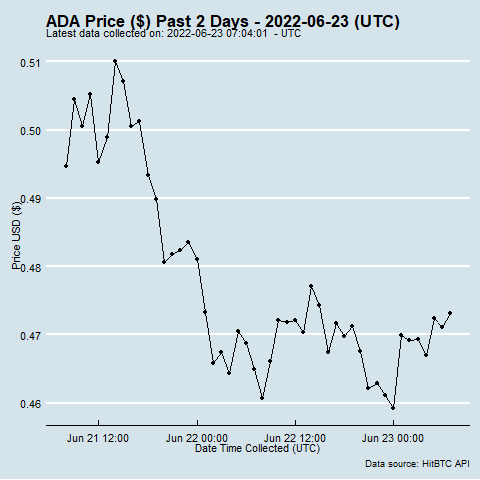 ADA Price ($) Past 2 Days - 2022-06-23 (UTC)
Latest data collected on: 2022-06-23 07:04:01  - UTC
0.51
0.50
0.49
0.48
0.47
0.46
Price USD ($)
Jun 21 12:00
Jun 22 00:00
Jun 22 12:00
Jun 23 00:00
Date Time Collected (UTC)
Data source: HitBTC API